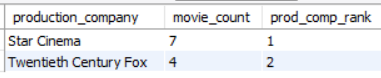 production_company movie_count prod_comp_rank
Star Cinema 7 1
Twentieth Century Fox 4 2